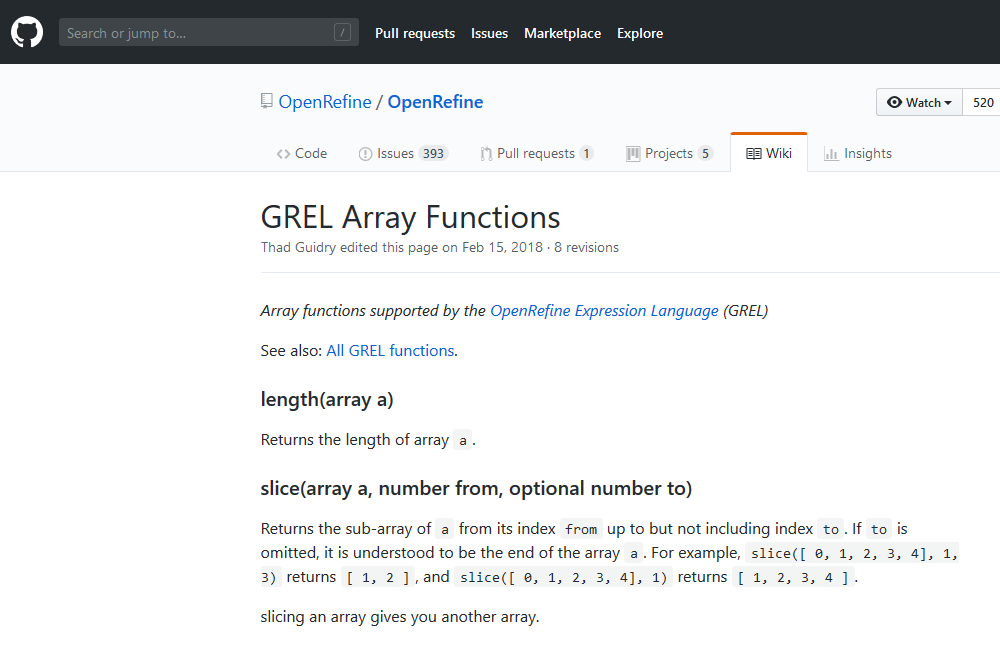 Search or jump to... /
Pull requests Issues Marketplace Explore
OpenRefine / OpenRefine
Watch 520
Code Issues 393 Pull requests 1 Projects 5 Wiki Insights
GREL Array Functions
Thad Guidry edited this page on Feb 15, 2018 · 8 revisions
Array functions supported by the OpenRefine Expression Language (GREL)
See also: All GREL functions.
length(array a)
Returns the length of array a.
slice(array a, number from, optional number to)
Returns the sub-array of a from its index from up to but not including index to. If to is
omitted, it is understood to be the end of the array a. For example, slice([ 0, 1, 2, 3, 4], 1,
3) returns [ 1, 2 ], and slice([ 0, 1, 2, 3, 4], 1) returns [ 1, 2, 3, 4 ].
slicing an array gives you another array.